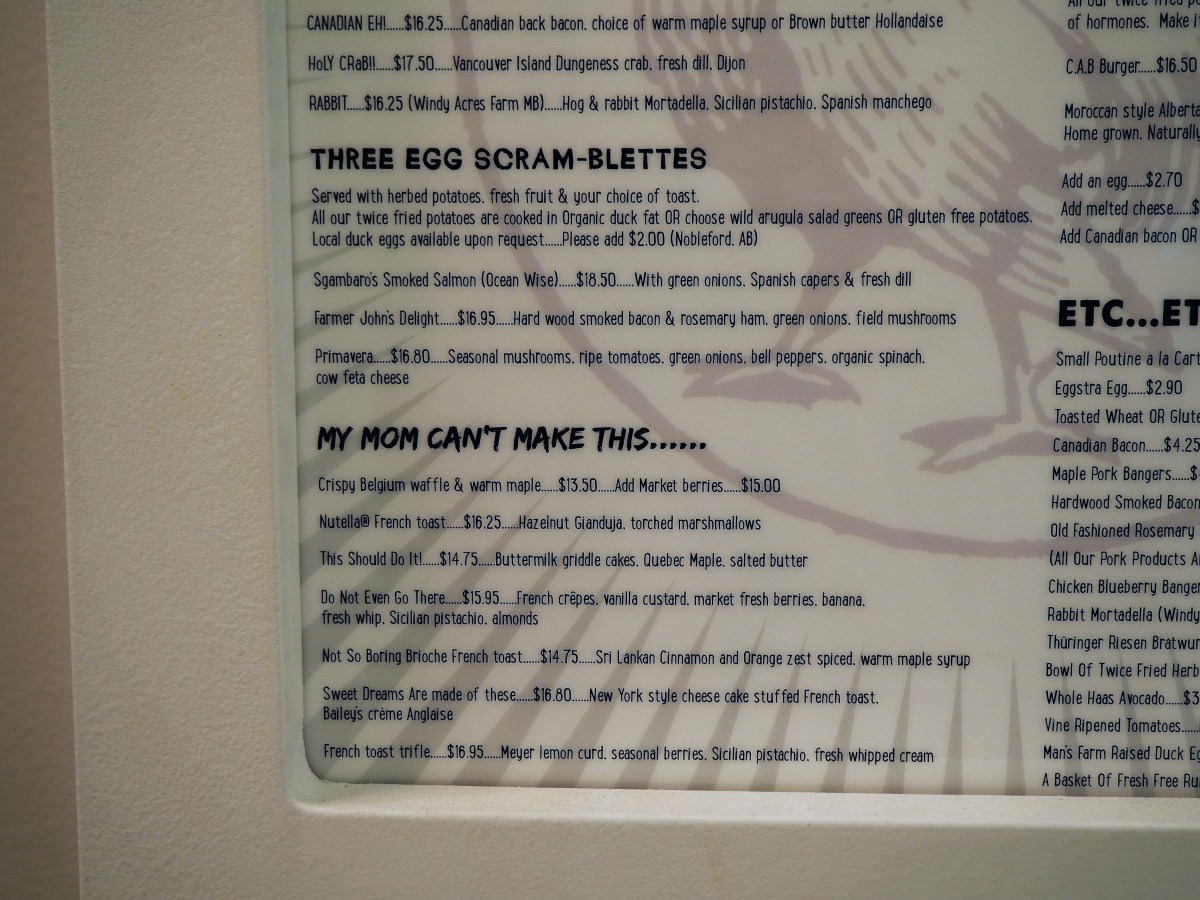 CANADIAN EH!.....$16.25.....Canadian back bacon, choice of warm maple syrup or Brown butter Hollandaise
HoLY CRaB!!.....$17.50.....Vancouver Island Dungeness crab, fresh dill, Dijon
RABBIT.....$16.25 (Windy Acres Farm MB).....Hog & rabbit Mortadella, Sicilian pistachio, Spanish manchego
THREE EGG SCRAM-BLETTES
Served with herbed potatoes, fresh fruit & your choice of toast.
All our twice fried potatoes are cooked in Organic duck fat OR choose wild arugula salad greens OR gluten free potatoes.
Local duck eggs available upon request.....Please add $2.00 (Nobleford, AB)
Sgambaro's Smoked Salmon (Ocean Wise).....$18.50.....With green onions, Spanish capers & fresh dill
Farmer John's Delight.....$16.95.....Hard wood smoked bacon & rosemary ham, green onions, field mushrooms
Primavera.....$16.80.....Seasonal mushrooms, ripe tomatoes, green onions, bell peppers, organic spinach,
cow feta cheese
MY MOM CAN'T MAKE THIS......
Crispy Belgium waffle & warm maple.....$13.50.....Add Market berries.....$15.00
Nutella® French toast.....$16.25.....Hazelnut Gianduja, torched marshmallows
This Should Do It!.....$14.75.....Buttermilk griddle cakes, Quebec Maple, salted butter
Do Not Even Go There.....$15.95.....French crêpes, vanilla custard, market fresh berries, banana,
fresh whip, Sicilian pistachio, almonds
Not So Boring Brioche French toast.....$14.75.....Sri Lankan Cinnamon and Orange zest spiced, warm maple syrup
Sweet Dreams Are made of these.....$16.80.....New York style cheese cake stuffed French toast,
Bailey's crème Anglaise
French toast trifle.....$16.95.....Meyer lemon curd, seasonal berries, Sicilian pistachio, fresh whipped cream
All our twice fried
of hormones. Make
C.A.B Burger.....$16.50
Moroccan style
Home grown, Naturally
Add an egg.....$2.70
Add melted cheese.....$
Add Canadian bacon OR
ETC...
Small Poutine a la
Eggstra Egg.....$2.90
Toasted Wheat OR
Canadian Bacon.....$4.25
Maple Pork Bangers.....
Hardwood Smoked Bacon
Old Fashioned Rosemary
(All Our Pork Products
Chicken Blueberry
Rabbit Mortadella (Windy
Thüringer Riesen
Bowl Of Twice Fried
Whole Haas Avocado.....$3
Vine Ripened Tomatoes.....
Man's Farm Raised Duck
A Basket Of Fresh Free